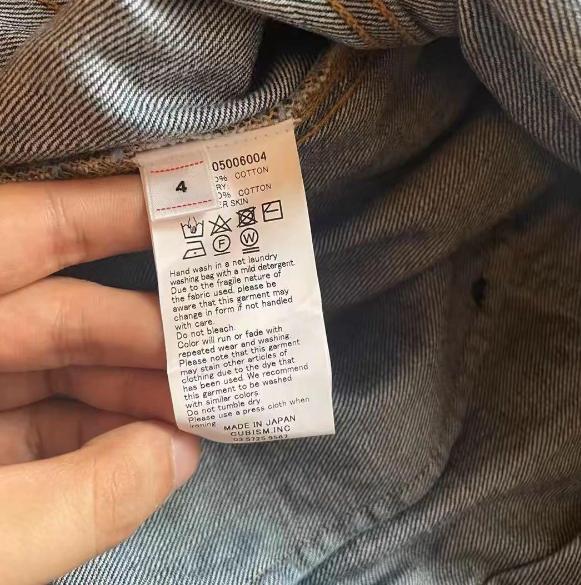 4
05006004
% COTTON
RY:
% COTTON
R SKIN
F
W
Hand wash in a net laundry
washing bag with a mild detergent.
Due to the fragile nature of
the fabric used, please be
aware that this garment may
change in form if not handled
with care.
Do not bleach.
Color will run or fade with
repeated wear and washing.
Please note that this garment
may stain other articles of
clothing due to the dye that
has been used. We recommend
this garment to be washed
with similar colors
Do not tumble dry
Please use a press cloth when
ironing
MADE IN JAPAN
CUBISM.INC